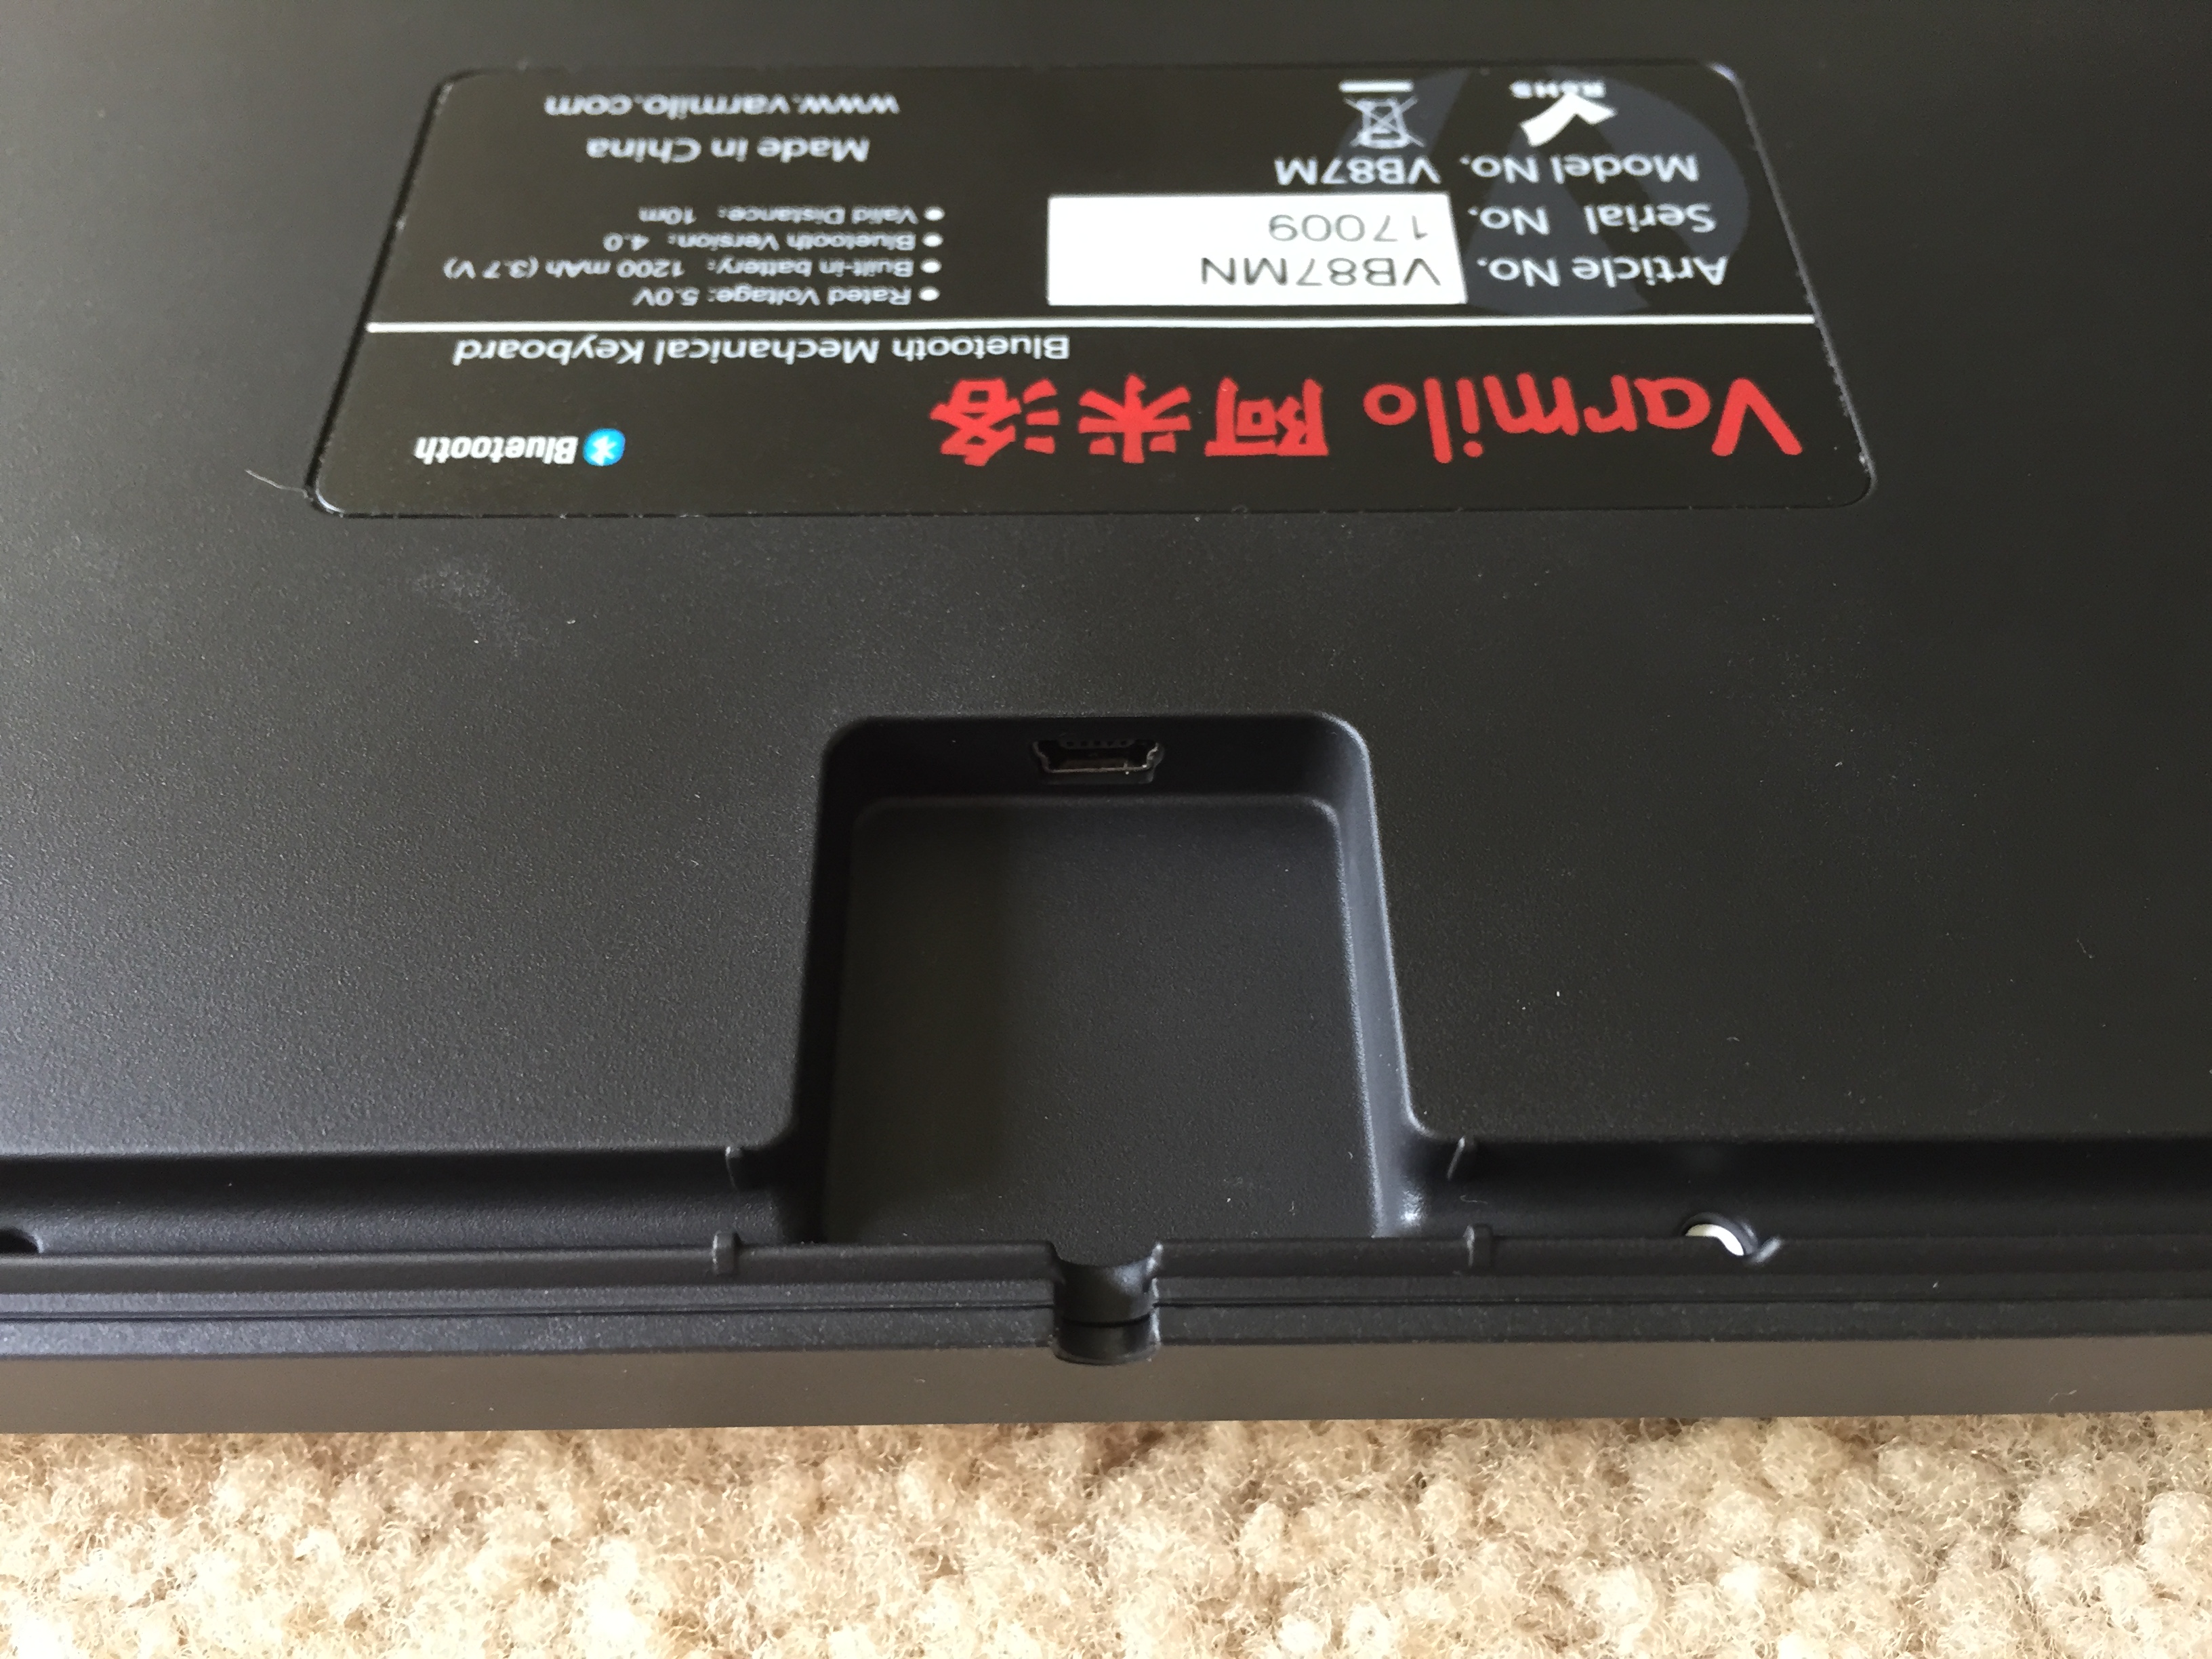 Varmilo 阿米洛
Bluetooth
Bluetooth Mechanical Keyboard
Article No. VB87MN
Serial No. 17009
Model No. VB87M
RoHS
● Rated Voltage: 5.0V
● Built-in battery: 1200 mAh (3.7 V)
● Bluetooth Version: 4.0
● Valid Distance: 10m
Made in China
www.varmilo.com